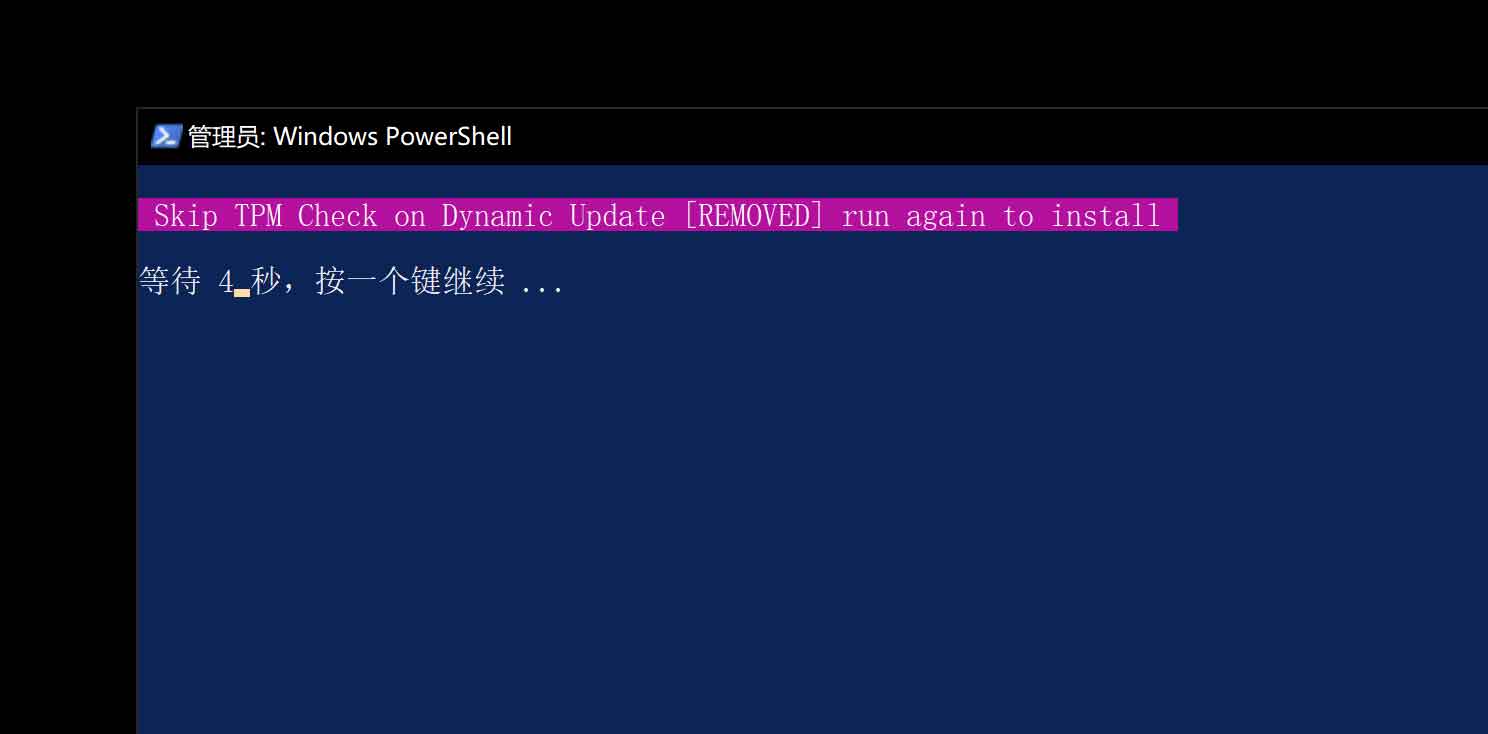 管理员: Windows PowerShell
Skip TPM Check on Dynamic Update [REMOVED] run again to install
等待 4 秒，按一个键继续 ...